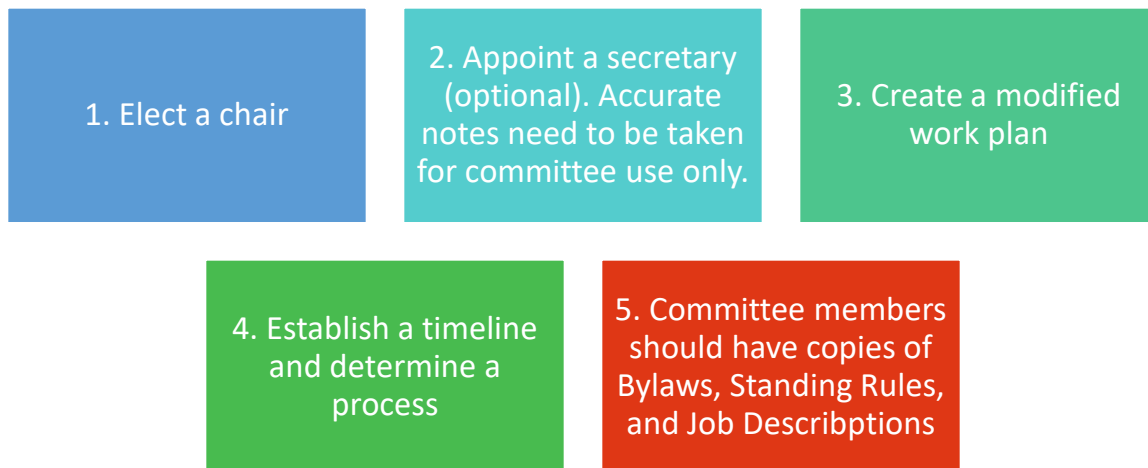 1. Elect a chair
2. Appoint a secretary
(optional). Accurate
notes need to be taken
for committee use only.
3. Create a modified
work plan
4. Establish a timeline
and determine a
process
5. Committee members
should have copies of
Bylaws, Standing Rules,
and Job Describptions